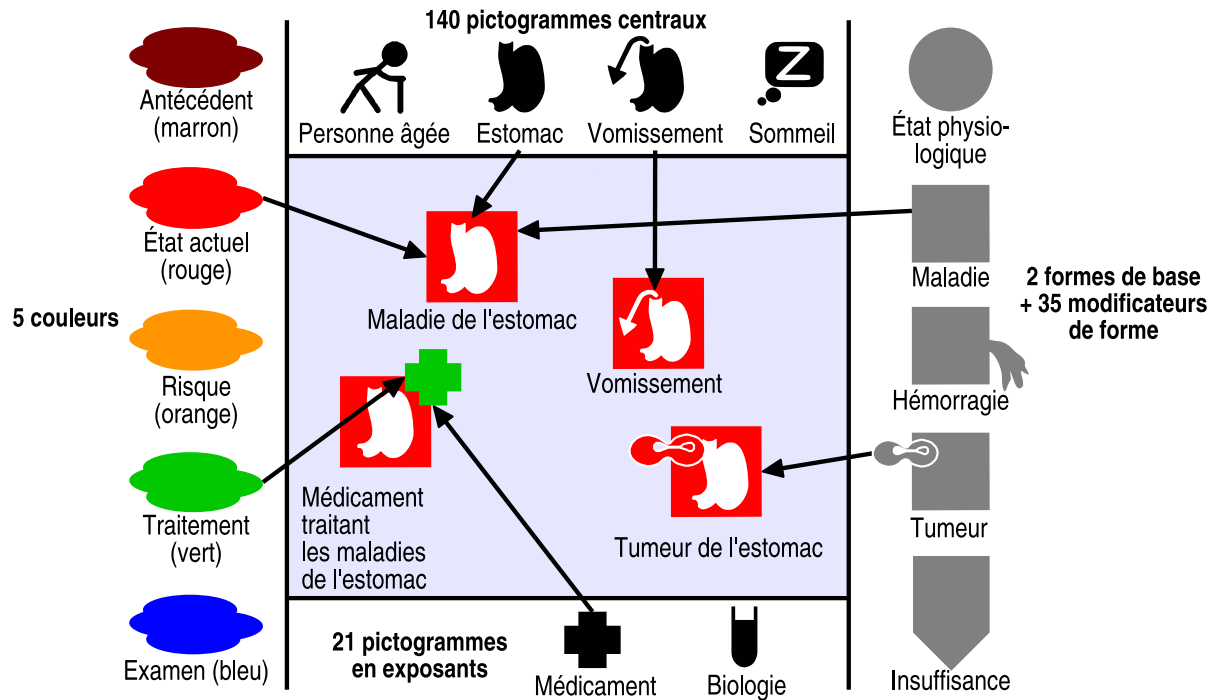 140 pictogrammes centraux
Personne âgée
Estomac
Vomissement
Sommeil
Antécédent
(marron)
État actuel
(rouge)
5 couleurs
Risque
(orange)
Traitement
(vert)
Examen (bleu)
Maladie de l'estomac
Vomissement
Médicament
traitant
les maladies
de l'estomac
Tumeur de l'estomac
21 pictogrammes
en exposants
Médicament
Biologie
État physio-
logique
Maladie
2 formes de base
+ 35 modificateurs
de forme
Hémorragie
Tumeur
Insuffisance